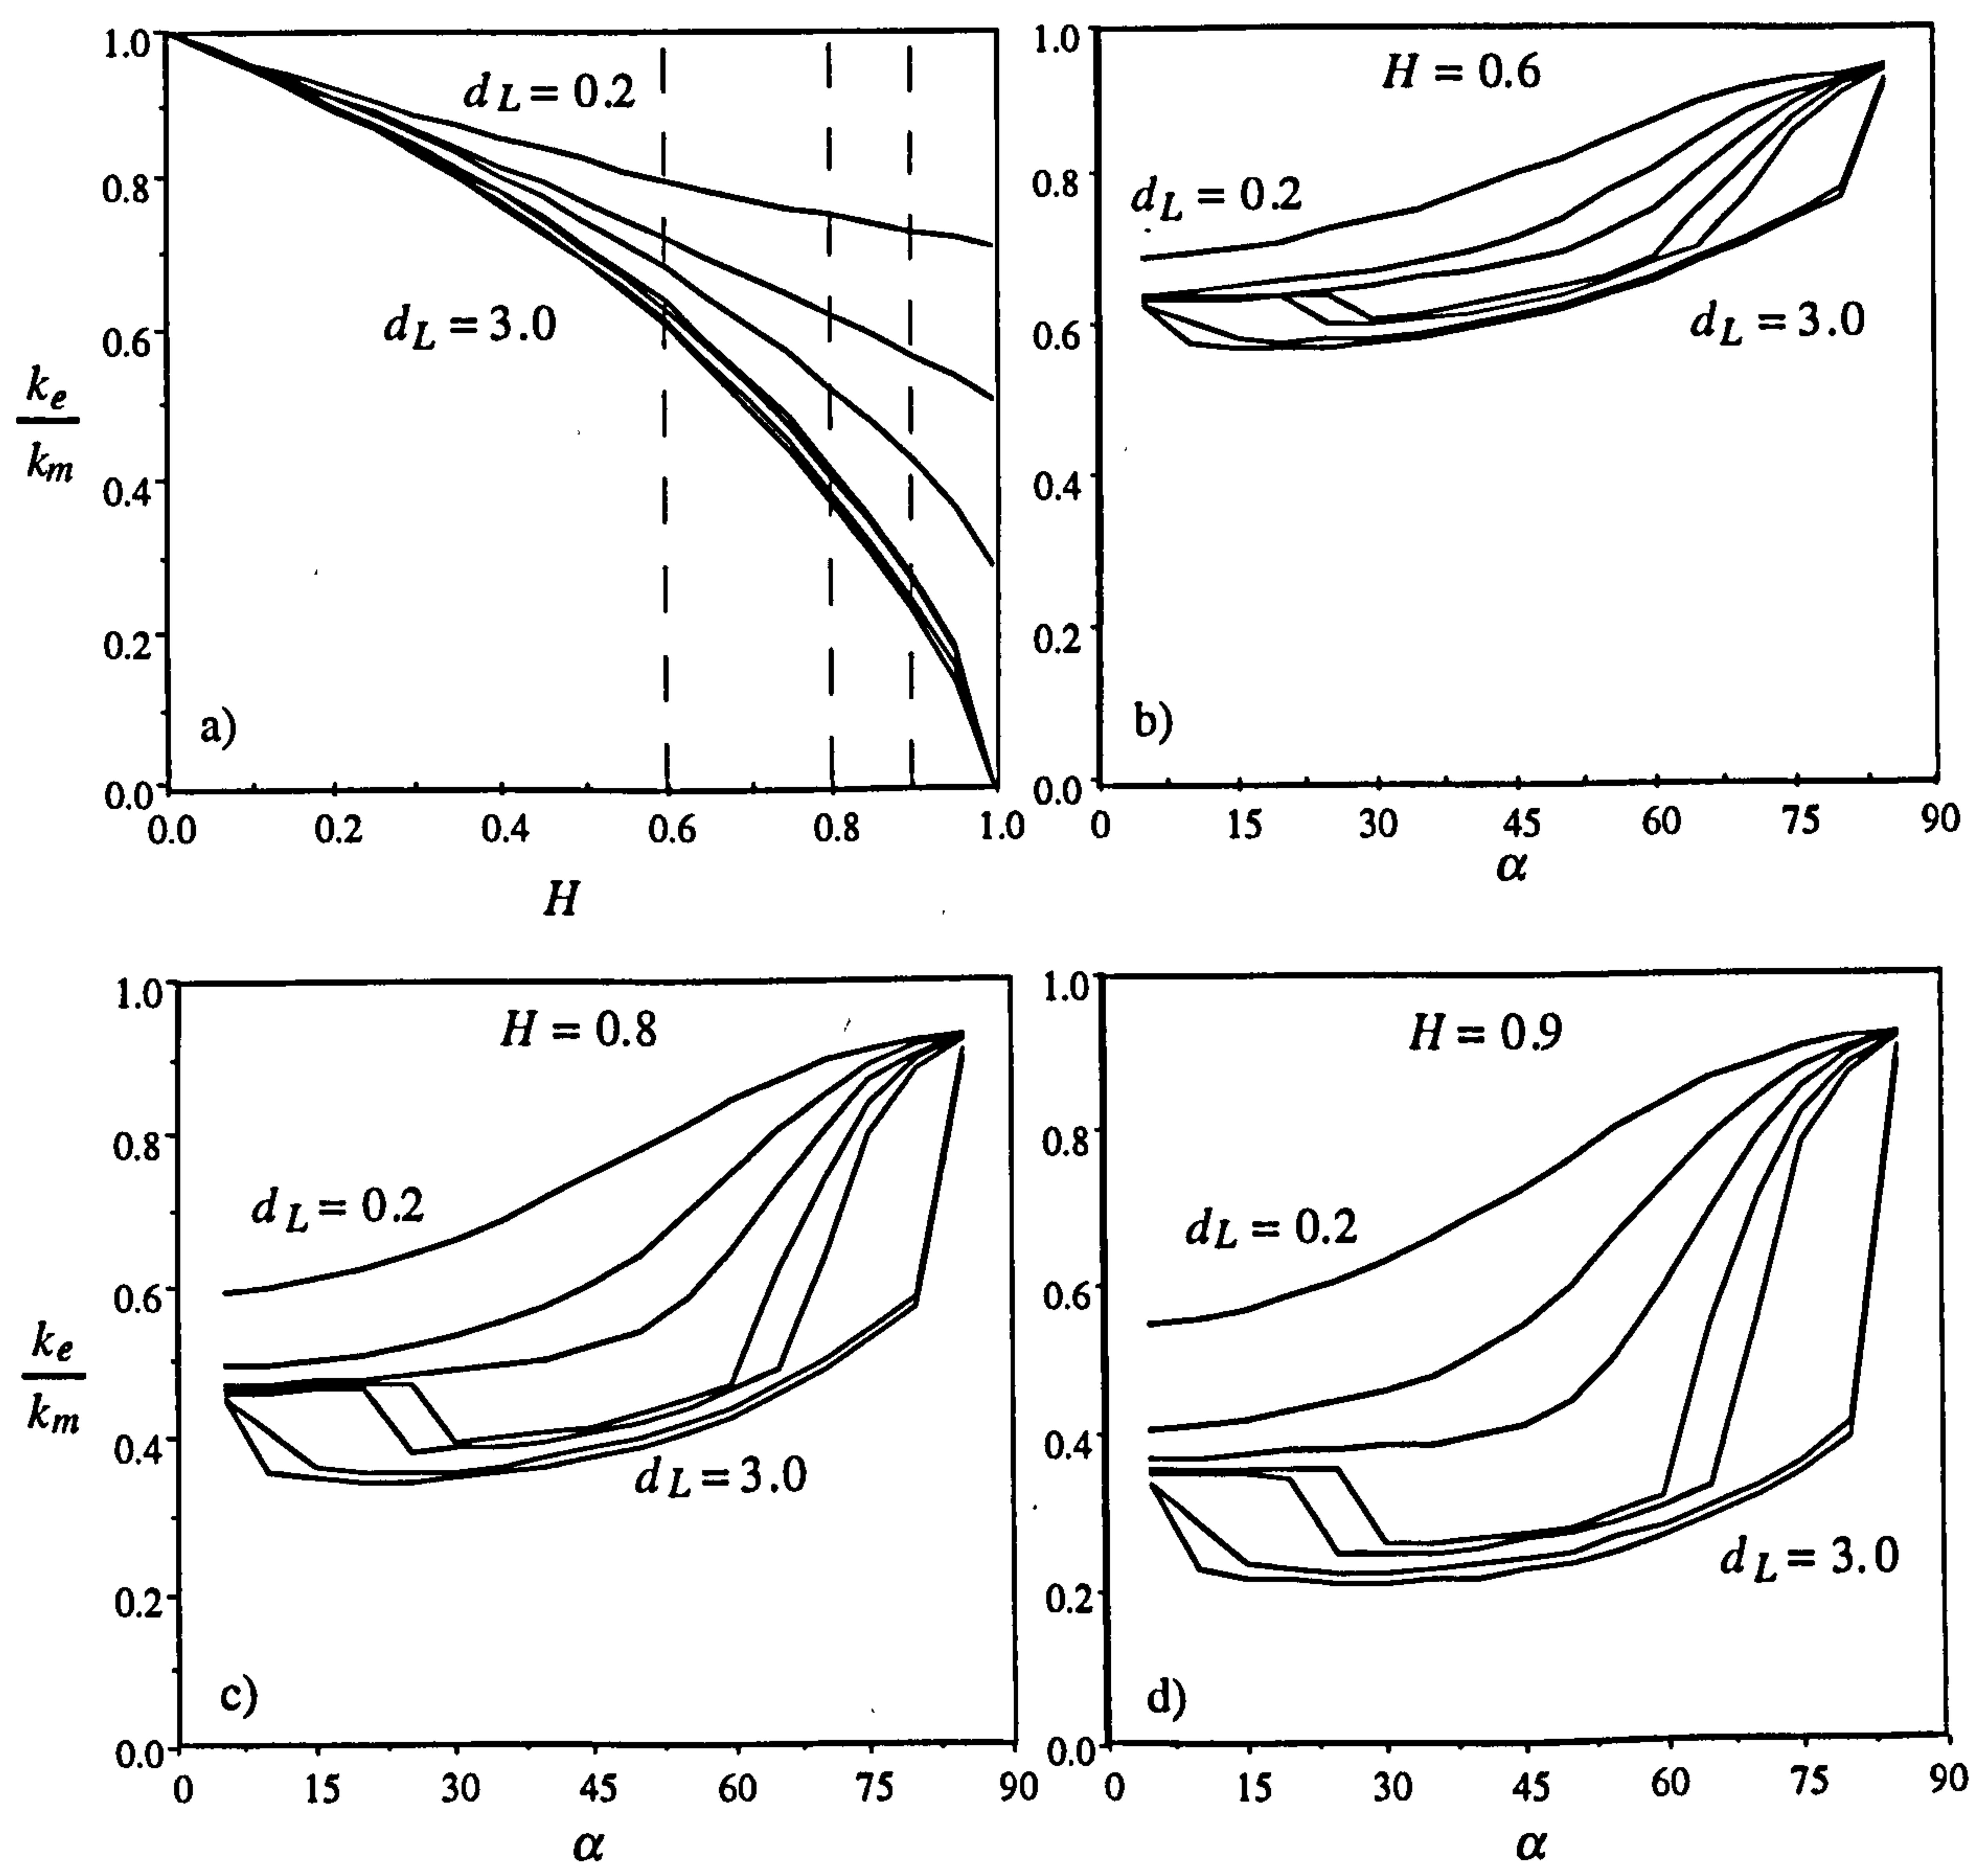 1.0
0.8
0.6
0.4
0.2
0.0
k_e
k_m
d_L = 0.2
d_L = 3.0
a)
0.0 0.2 0.4 0.6 0.8 1.0
H
1.0
0.8
0.6
0.4
0.2
0.0
H = 0.6
d_L = 0.2
d_L = 3.0
b)
0 15 30 45 60 75 90
α
1.0
0.8
0.6
0.4
0.2
0.0
k_e
k_m
H = 0.8
d_L = 0.2
d_L = 3.0
c)
0 15 30 45 60 75 90
α
1.0
0.8
0.6
0.4
0.2
0.0
H = 0.9
d_L = 0.2
d_L = 3.0
d)
0 15 30 45 60 75 90
α